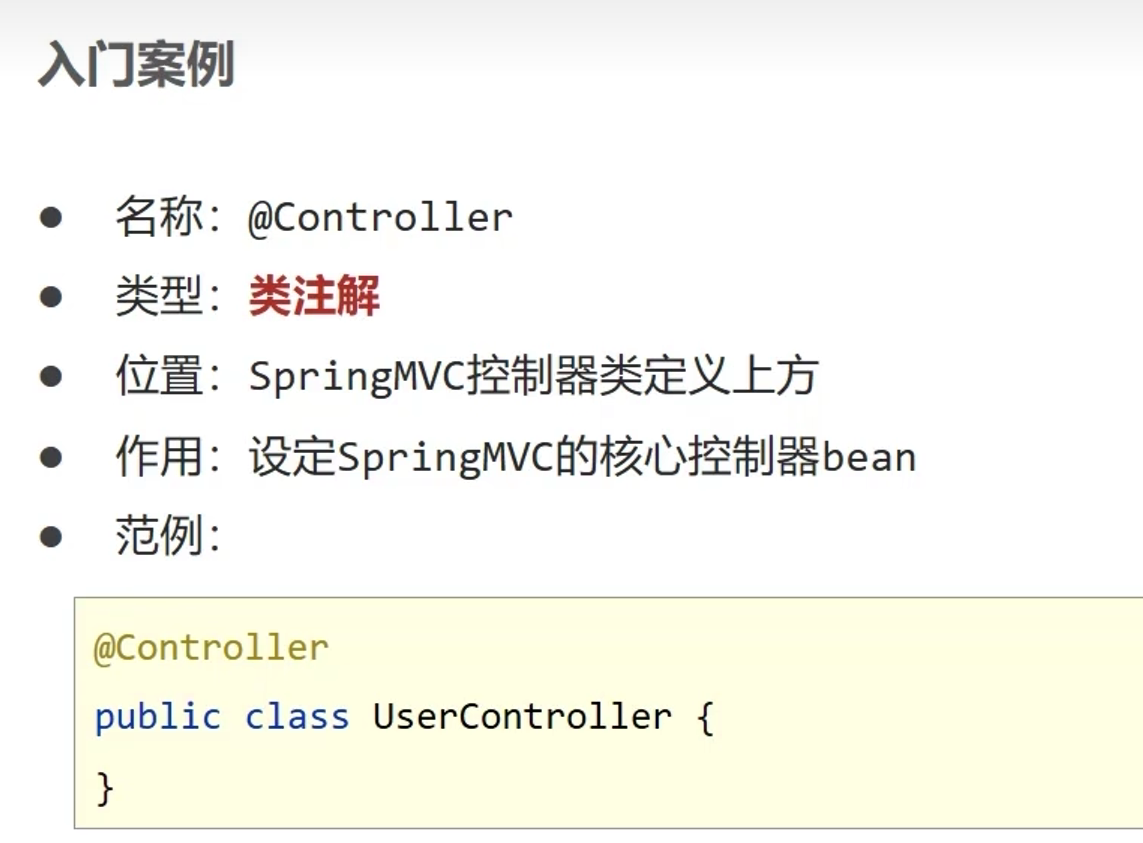 入门案例
● 名称：@Controller
● 类型：类注解
● 位置：SpringMVC控制器类定义上方
● 作用：设定SpringMVC的核心控制器bean
● 范例：
@Controller
public class UserController {
}